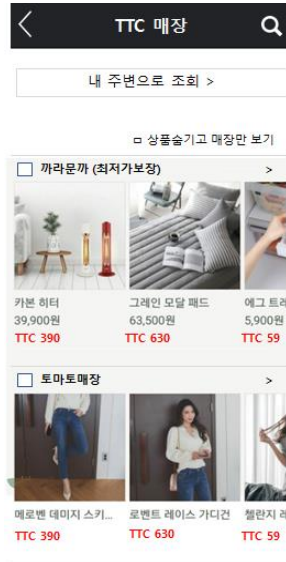 TTC 매장
내 주변으로 조회 >
ㅁ 상품숨기고 매장만 보기
까라문까 (최저가보장) >
카본 히터 그레인 모달 패드 에그 트레
39,900원 63,500원 5,900원
TTC 390 TTC 630 TTC 59
토마토매장 >
메로벤 데미지 스키... 로벤트 레이스 가디건 첼란지 레
TTC 390 TTC 630 TTC 59